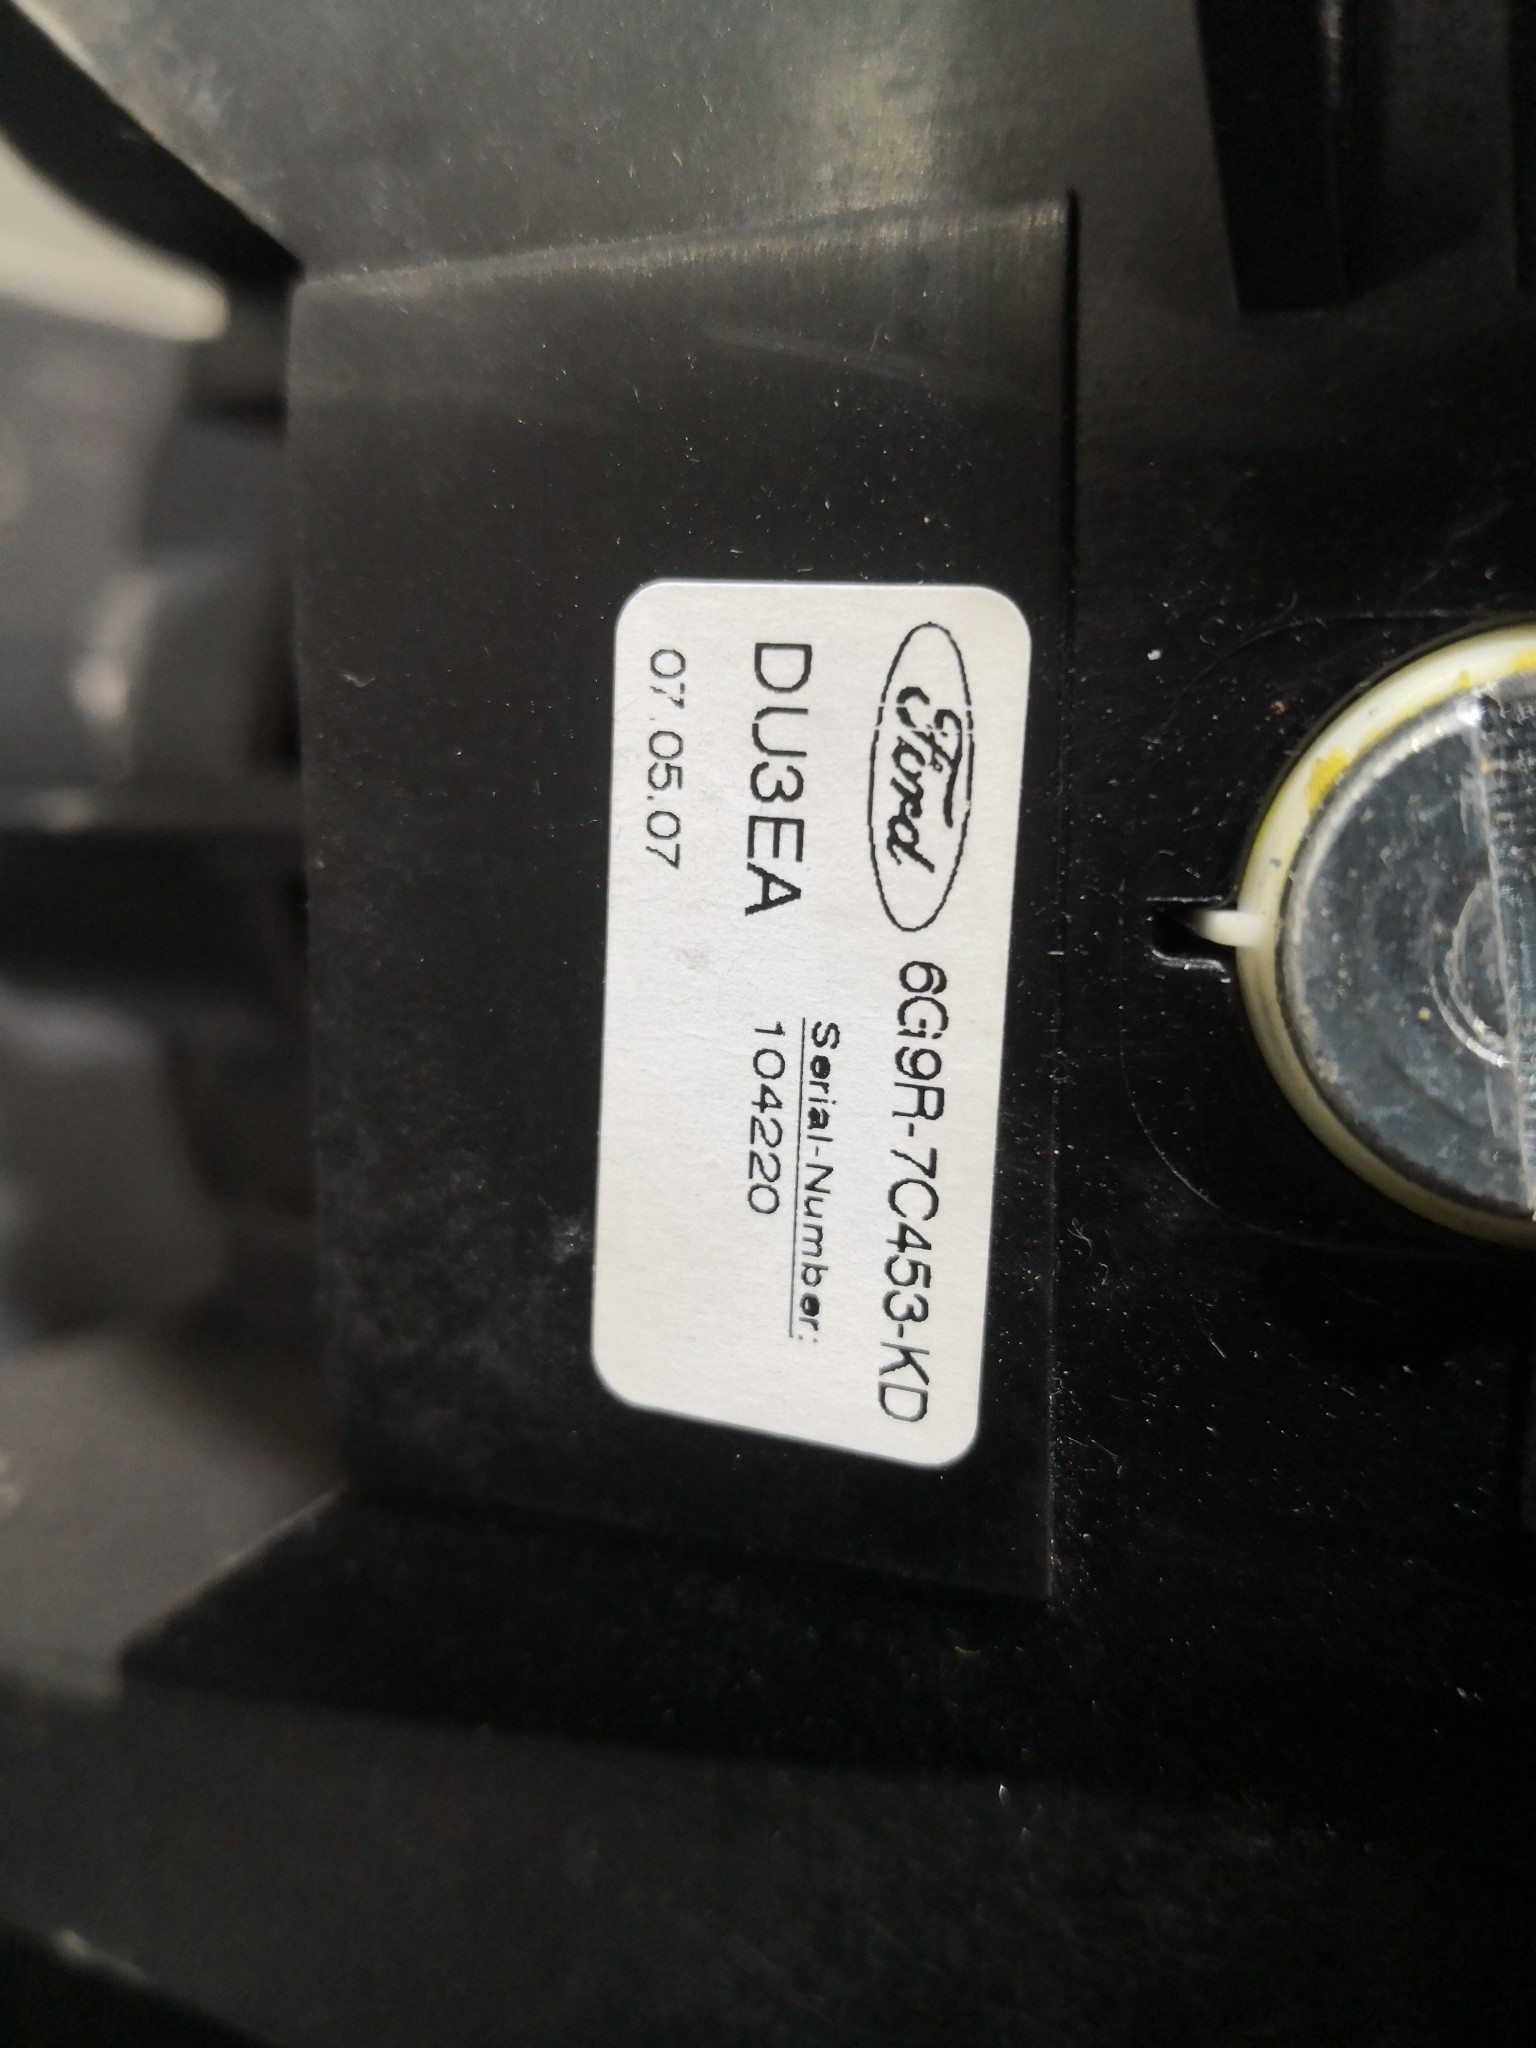 Ford 6G9R-7C453-KD
Serial-Number:
DU3EA 104220
07.05.07